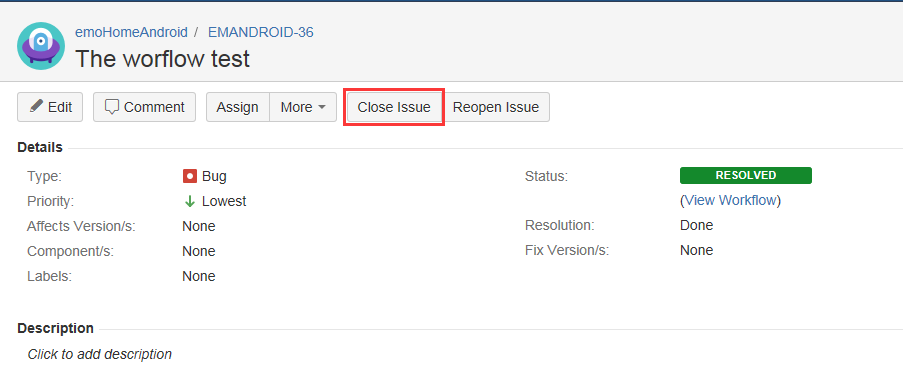 emoHomeAndroid / EMANDROID-36
The worflow test
Edit Comment Assign More Close Issue Reopen Issue
Details
Type: Bug Status: RESOLVED
Priority: Lowest (View Workflow)
Affects Version/s: None Resolution: Done
Component/s: None Fix Version/s: None
Labels: None
Description
Click to add description